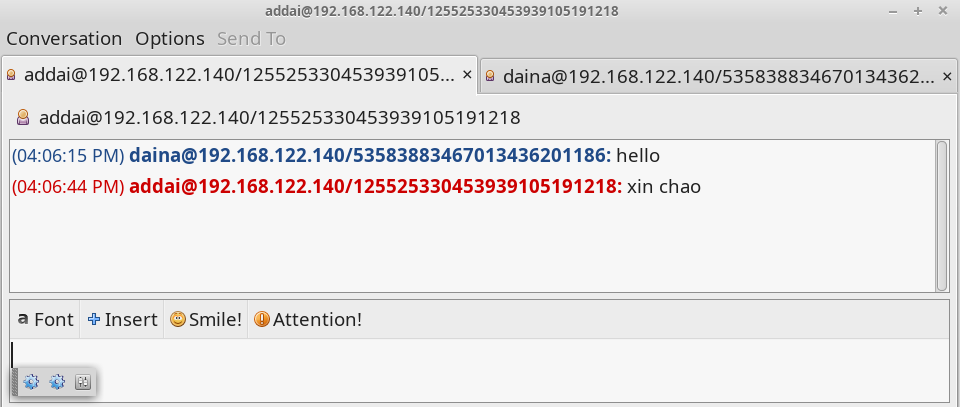 addai@192.168.122.140/125525330453939105191218
Conversation Options Send To
addai@192.168.122.140/125525330453939105... daina@192.168.122.140/535838834670134362...
addai@192.168.122.140/125525330453939105191218
(04:06:15 PM) daina@192.168.122.140/53583883467013436201186: hello
(04:06:44 PM) addai@192.168.122.140/125525330453939105191218: xin chao
a Font Insert Smile! Attention!